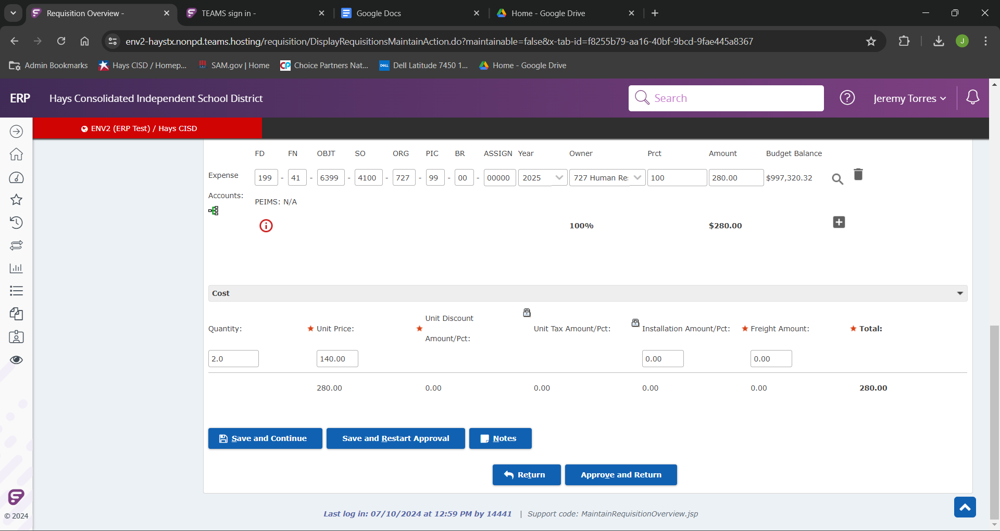 Requisition Overview -
TEAMS sign in -
Google Docs
Home - Google Drive
env2-haystx.nonpd.teams.hosting/requisition/DisplayRequisitionsMaintainAction.do?maintainable=false&x-tab-id=f8255b79-aa16-40bf-9bcd-9fae445a8367
J
Admin Bookmarks
Hays CISD / Homep...
SAM.gov | Home
CP Choice Partners Nat...
DELL Dell Latitude 7450 1...
Home - Google Drive
ERP Hays Consolidated Independent School District
Search
? Jeremy Torres
ENV2 (ERP Test) / Hays CISD
FD FN OBJT SO ORG PIC BR ASSIGN Year Owner Prct Amount Budget Balance
Expense Accounts:
199 - 41 - 6399 - 4100 - 727 - 99 - 00 - 00000 2025 727 Human Re: 100 280.00 $997,320.32
PEIMS: N/A
100% $280.00
Cost
Quantity: ★ Unit Price: ★ Unit Discount Amount/Pct: Unit Tax Amount/Pct: Installation Amount/Pct: ★ Freight Amount: ★ Total:
2.0 140.00 0.00 0.00
280.00 0.00 0.00 0.00 0.00 280.00
Save and Continue
Save and Restart Approval
Notes
Return
Approve and Return
© 2024
Last log in: 07/10/2024 at 12:59 PM by 14441 | Support code: MaintainRequisitionOverview.jsp